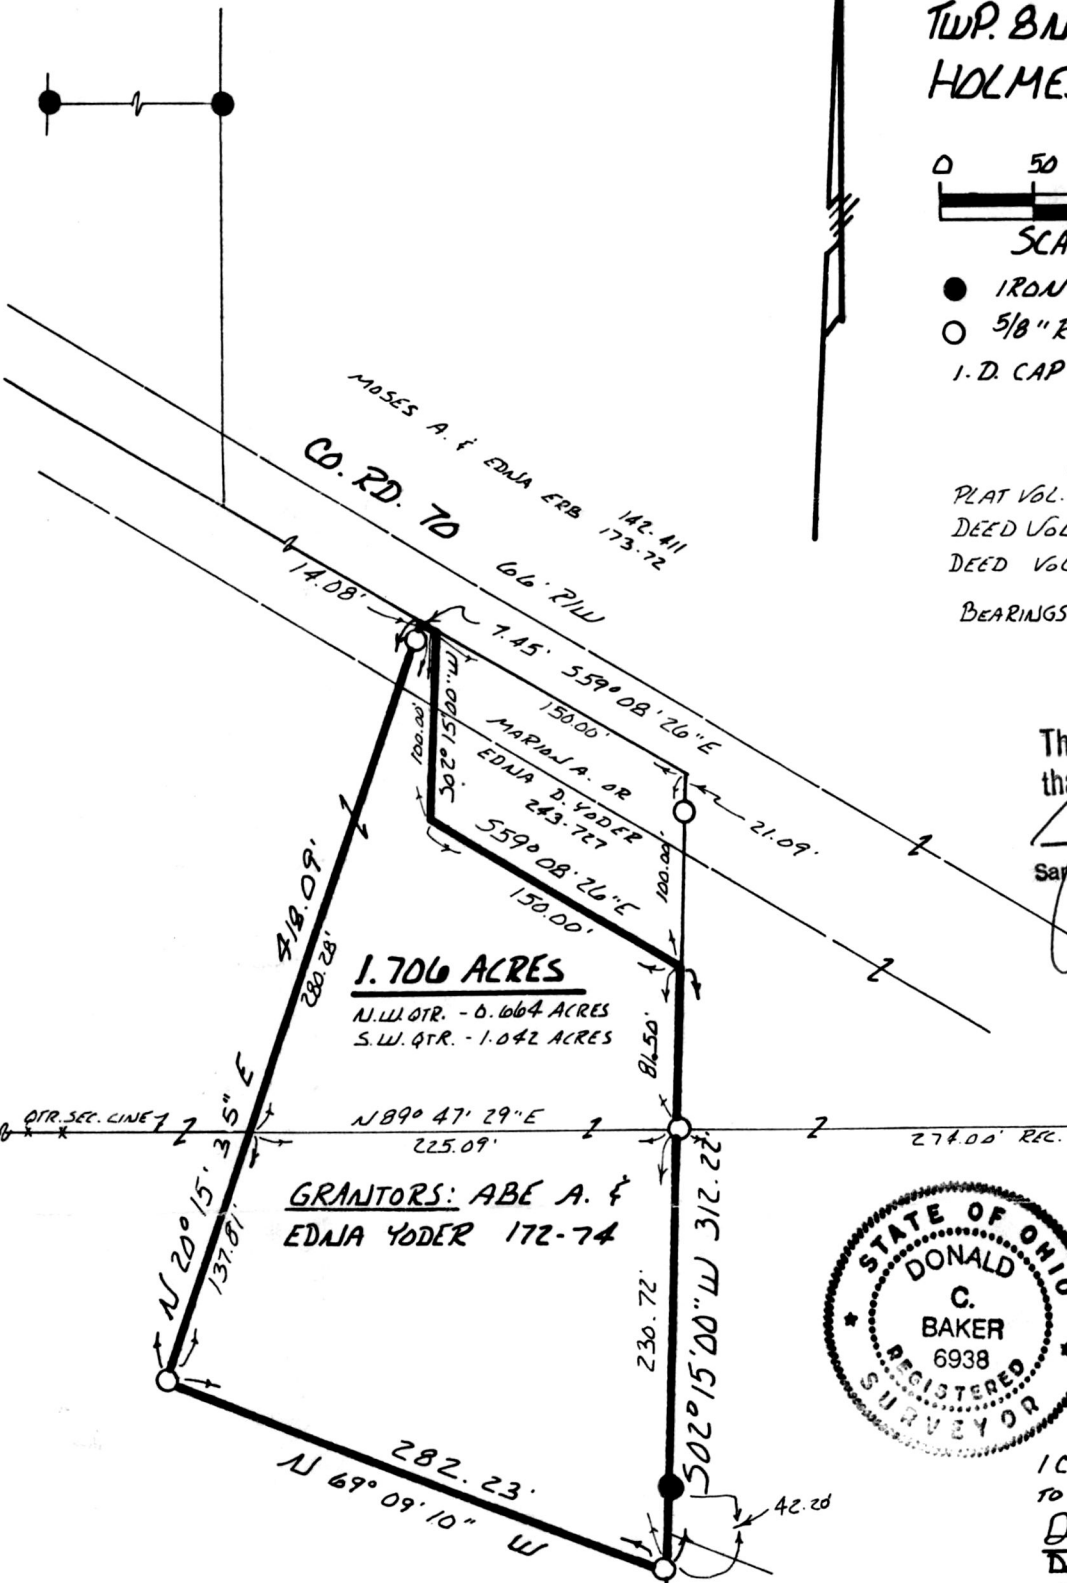 TWP. 8N
HOLMES
0 50
SCA
IRON
5/8" R
I.D. CAP
MOSES A. & EDNA ERB 142-411
173-72
CO. RD. 70
66' R/W
PLAT VOL.
DEED VOL
DEED VOL
BEARINGS
14.08'
7.45' S59° 08' 26"E
150.00'
100.00'
S02° 15'00"W
MARION A. OR
EDNA D. YODER
243-727
21.09'
100.00'
S59° 08' 26"E
150.00'
Th
tha
Sa
418.09'
280.28'
1.706 ACRES
N.W. QTR. - 0.664 ACRES
S.W. QTR. - 1.042 ACRES
81.50'
QTR. SEC. LINE
N89° 47' 29"E
225.09'
274.00' REC.
N 20° 15' 35" E
137.81'
GRANTORS: ABE A. &
EDNA YODER 172-74
S02° 15'00"W 312.22'
230.72'
STATE OF OHIO
DONALD
C.
BAKER
6938
REGISTERED
SURVEYOR
282.23'
N 69° 09' 10" W
42.20'
I C
TO
D